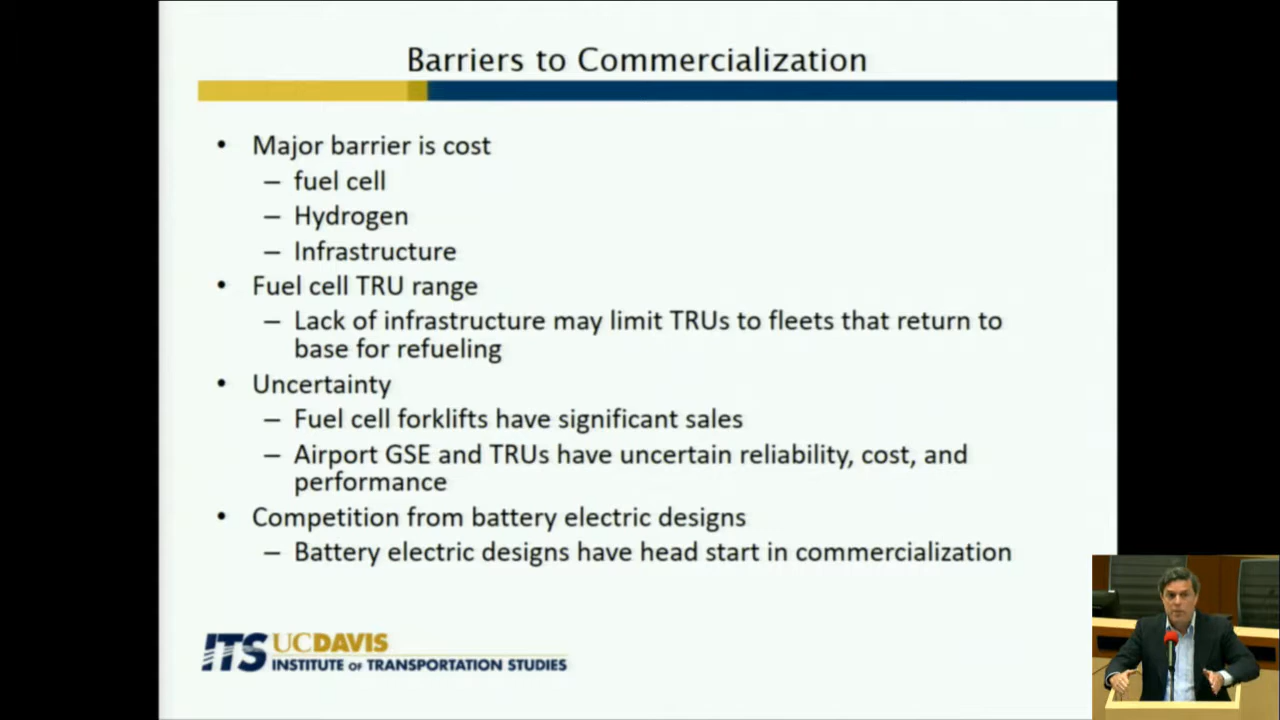 Barriers to Commercialization
• Major barrier is cost
– fuel cell
– Hydrogen
– Infrastructure
• Fuel cell TRU range
– Lack of infrastructure may limit TRUs to fleets that return to
base for refueling
• Uncertainty
– Fuel cell forklifts have significant sales
– Airport GSE and TRUs have uncertain reliability, cost, and
performance
• Competition from battery electric designs
– Battery electric designs have head start in commercialization
ITS UCDAVIS
INSTITUTE OF TRANSPORTATION STUDIES